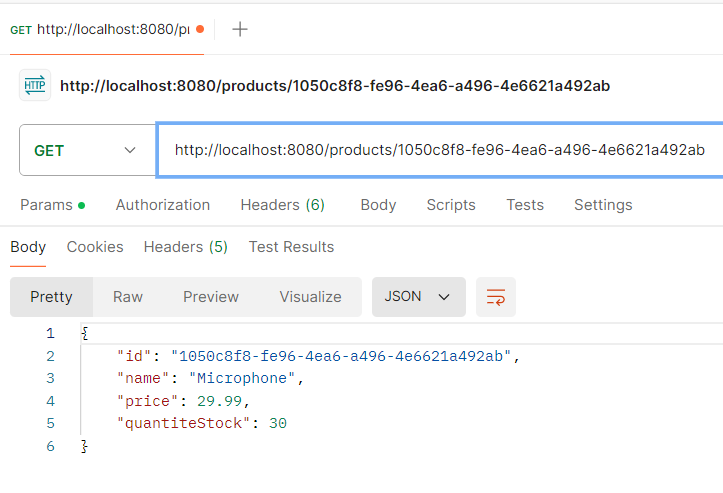 GET http://localhost:8080/pr
HTTP http://localhost:8080/products/1050c8f8-fe96-4ea6-a496-4e6621a492ab
GET http://localhost:8080/products/1050c8f8-fe96-4ea6-a496-4e6621a492ab
Params Authorization Headers (6) Body Scripts Tests Settings
Body Cookies Headers (5) Test Results
Pretty Raw Preview Visualize JSON
1 {
2 "id": "1050c8f8-fe96-4ea6-a496-4e6621a492ab",
3 "name": "Microphone",
4 "price": 29.99,
5 "quantiteStock": 30
6 }